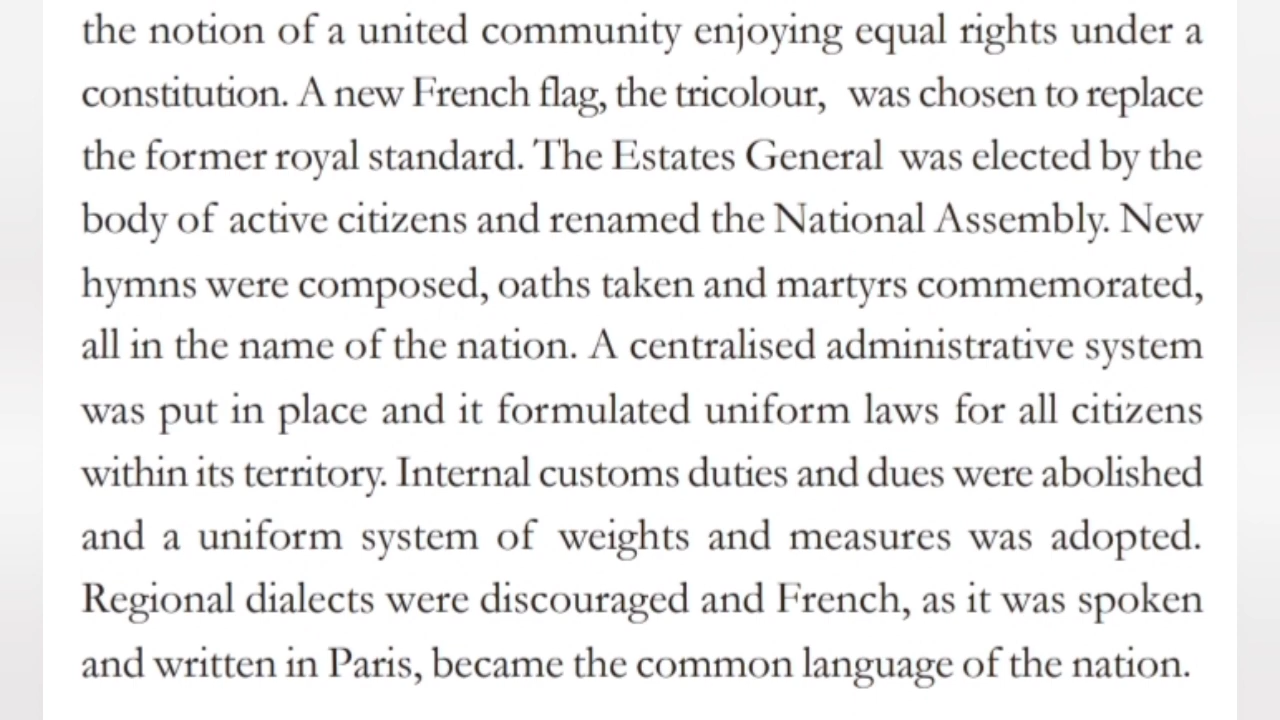 the notion of a united community enjoying equal rights under a
constitution. A new French flag, the tricolour, was chosen to replace
the former royal standard. The Estates General was elected by the
body of active citizens and renamed the National Assembly. New
hymns were composed, oaths taken and martyrs commemorated,
all in the name of the nation. A centralised administrative system
was put in place and it formulated uniform laws for all citizens
within its territory. Internal customs duties and dues were abolished
and a uniform system of weights and measures was adopted.
Regional dialects were discouraged and French, as it was spoken
and written in Paris, became the common language of the nation.